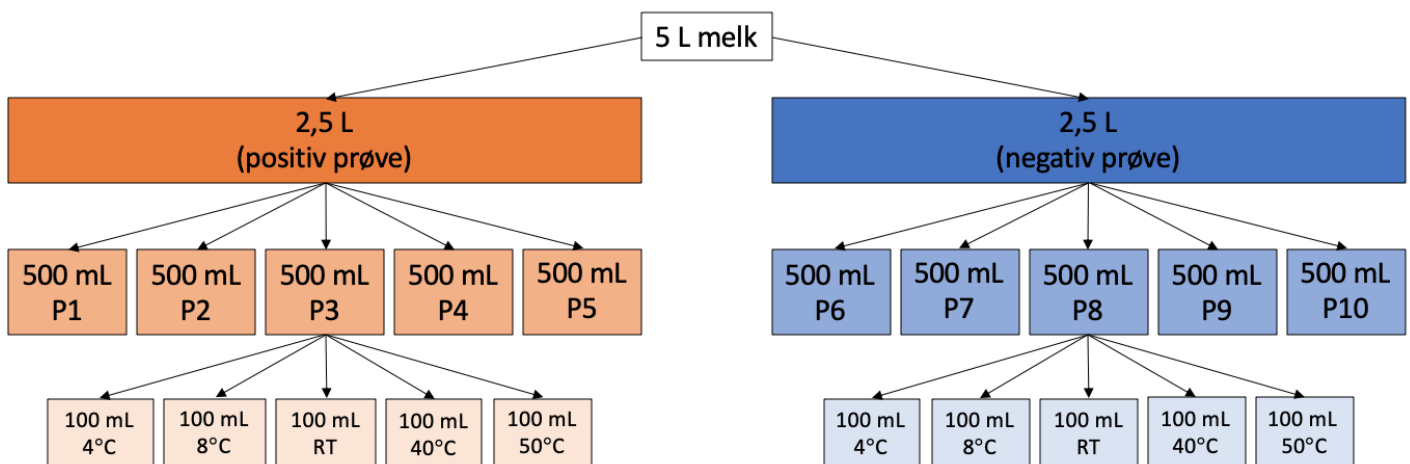 5 L melk
2,5 L
(positiv prøve)
2,5 L
(negativ prøve)
500 mL
P1
500 mL
P2
500 mL
P3
500 mL
P4
500 mL
P5
500 mL
P6
500 mL
P7
500 mL
P8
500 mL
P9
500 mL
P10
100 mL
4°C
100 mL
8°C
100 mL
RT
100 mL
40°C
100 mL
50°C
100 mL
4°C
100 mL
8°C
100 mL
RT
100 mL
40°C
100 mL
50°C